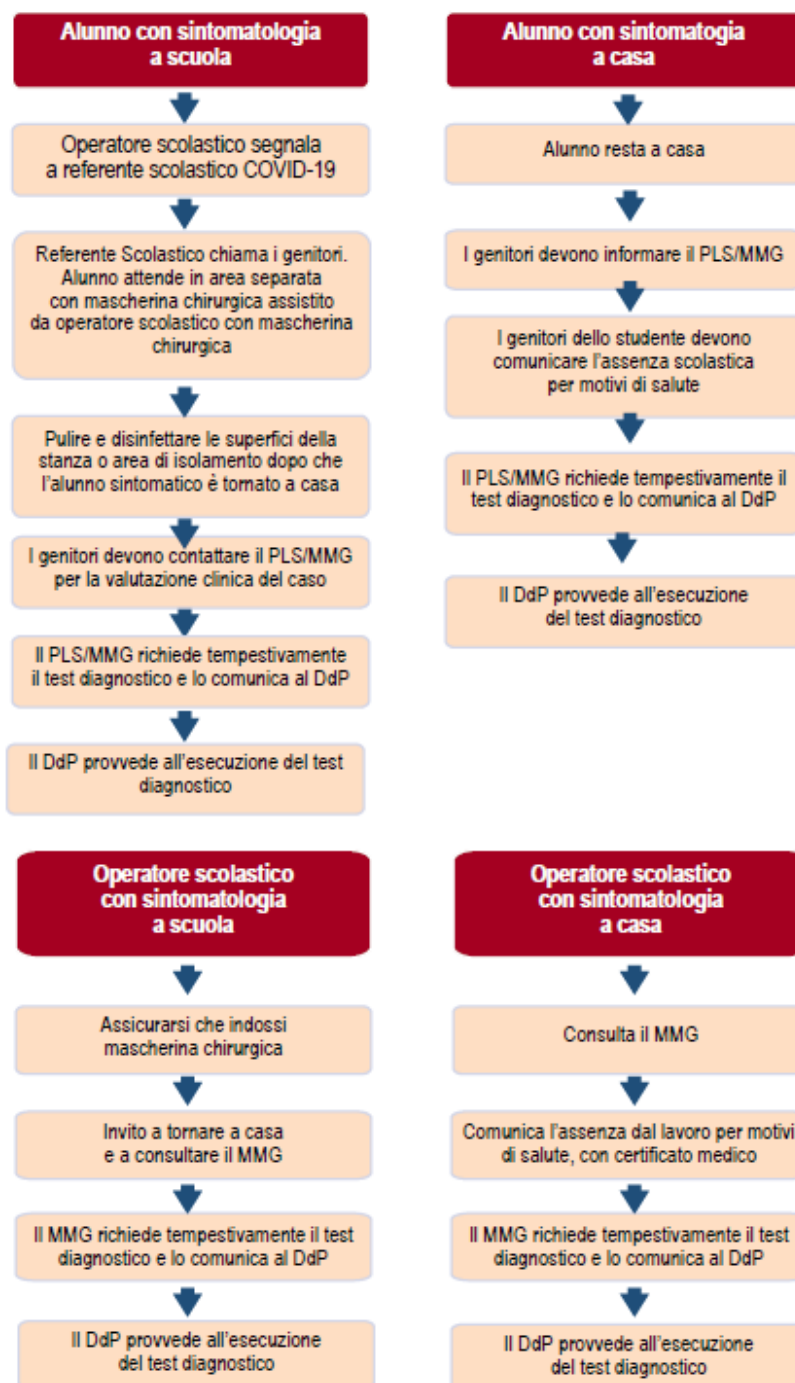 Alunno con sintomatologia
a scuola
Operatore scolastico segnala
a referente scolastico COVID-19
Referente Scolastico chiama i genitori.
Alunno attende in area separata
con mascherina chirurgica assistito
da operatore scolastico con mascherina
chirurgica
Pulire e disinfettare le superfici della
stanza o area di isolamento dopo che
l'alunno sintomatico è tornato a casa
I genitori devono contattare il PLS/MMG
per la valutazione clinica del caso
Il PLS/MMG richiede tempestivamente
il test diagnostico e lo comunica al DdP
Il DdP provvede all'esecuzione del test
diagnostico
Alunno con sintomatogia
a casa
Alunno resta a casa
I genitori devono informare il PLS/MMG
I genitori dello studente devono
comunicare l'assenza scolastica
per motivi di salute
Il PLS/MMG richiede tempestivamente il
test diagnostico e lo comunica al DdP
Il DdP provvede all'esecuzione
del test diagnostico
Operatore scolastico
con sintomatologia
a scuola
Assicurarsi che indossi
mascherina chirurgica
Invito a tornare a casa
e a consultare il MMG
Il MMG richiede tempestivamente il test
diagnostico e lo comunica al DdP
Il DdP provvede all'esecuzione
del test diagnostico
Operatore scolastico
con sintomatologia
a casa
Consulta il MMG
Comunica l'assenza dal lavoro per motivi
di salute, con certificato medico
Il MMG richiede tempestivamente il test
diagnostico e lo comunica al DdP
Il DdP provvede all'esecuzione
del test diagnostico